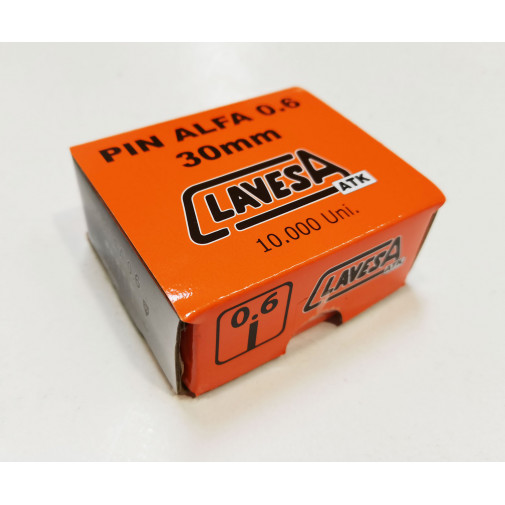 PIN ALFA 0.6
30mm
CLAVESA
ATK
10.000 Uni.
0.6
CLAVESA
ATK